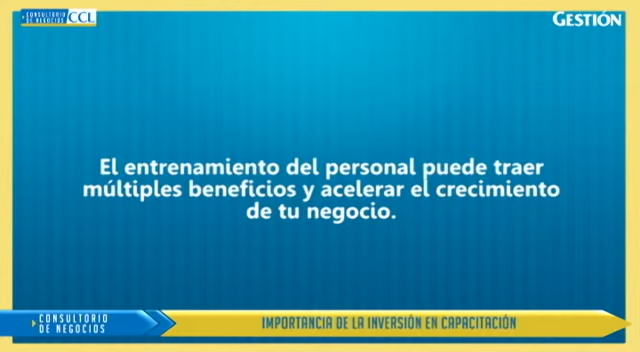 CONSULTORIO
DE NEGOCIOS
CCL
GESTIÓN
El entrenamiento del personal puede traer
múltiples beneficios y acelerar el crecimiento
de tu negocio.
CONSULTORIO
DE NEGOCIOS
IMPORTANCIA DE LA INVERSIÓN EN CAPACITACIÓN